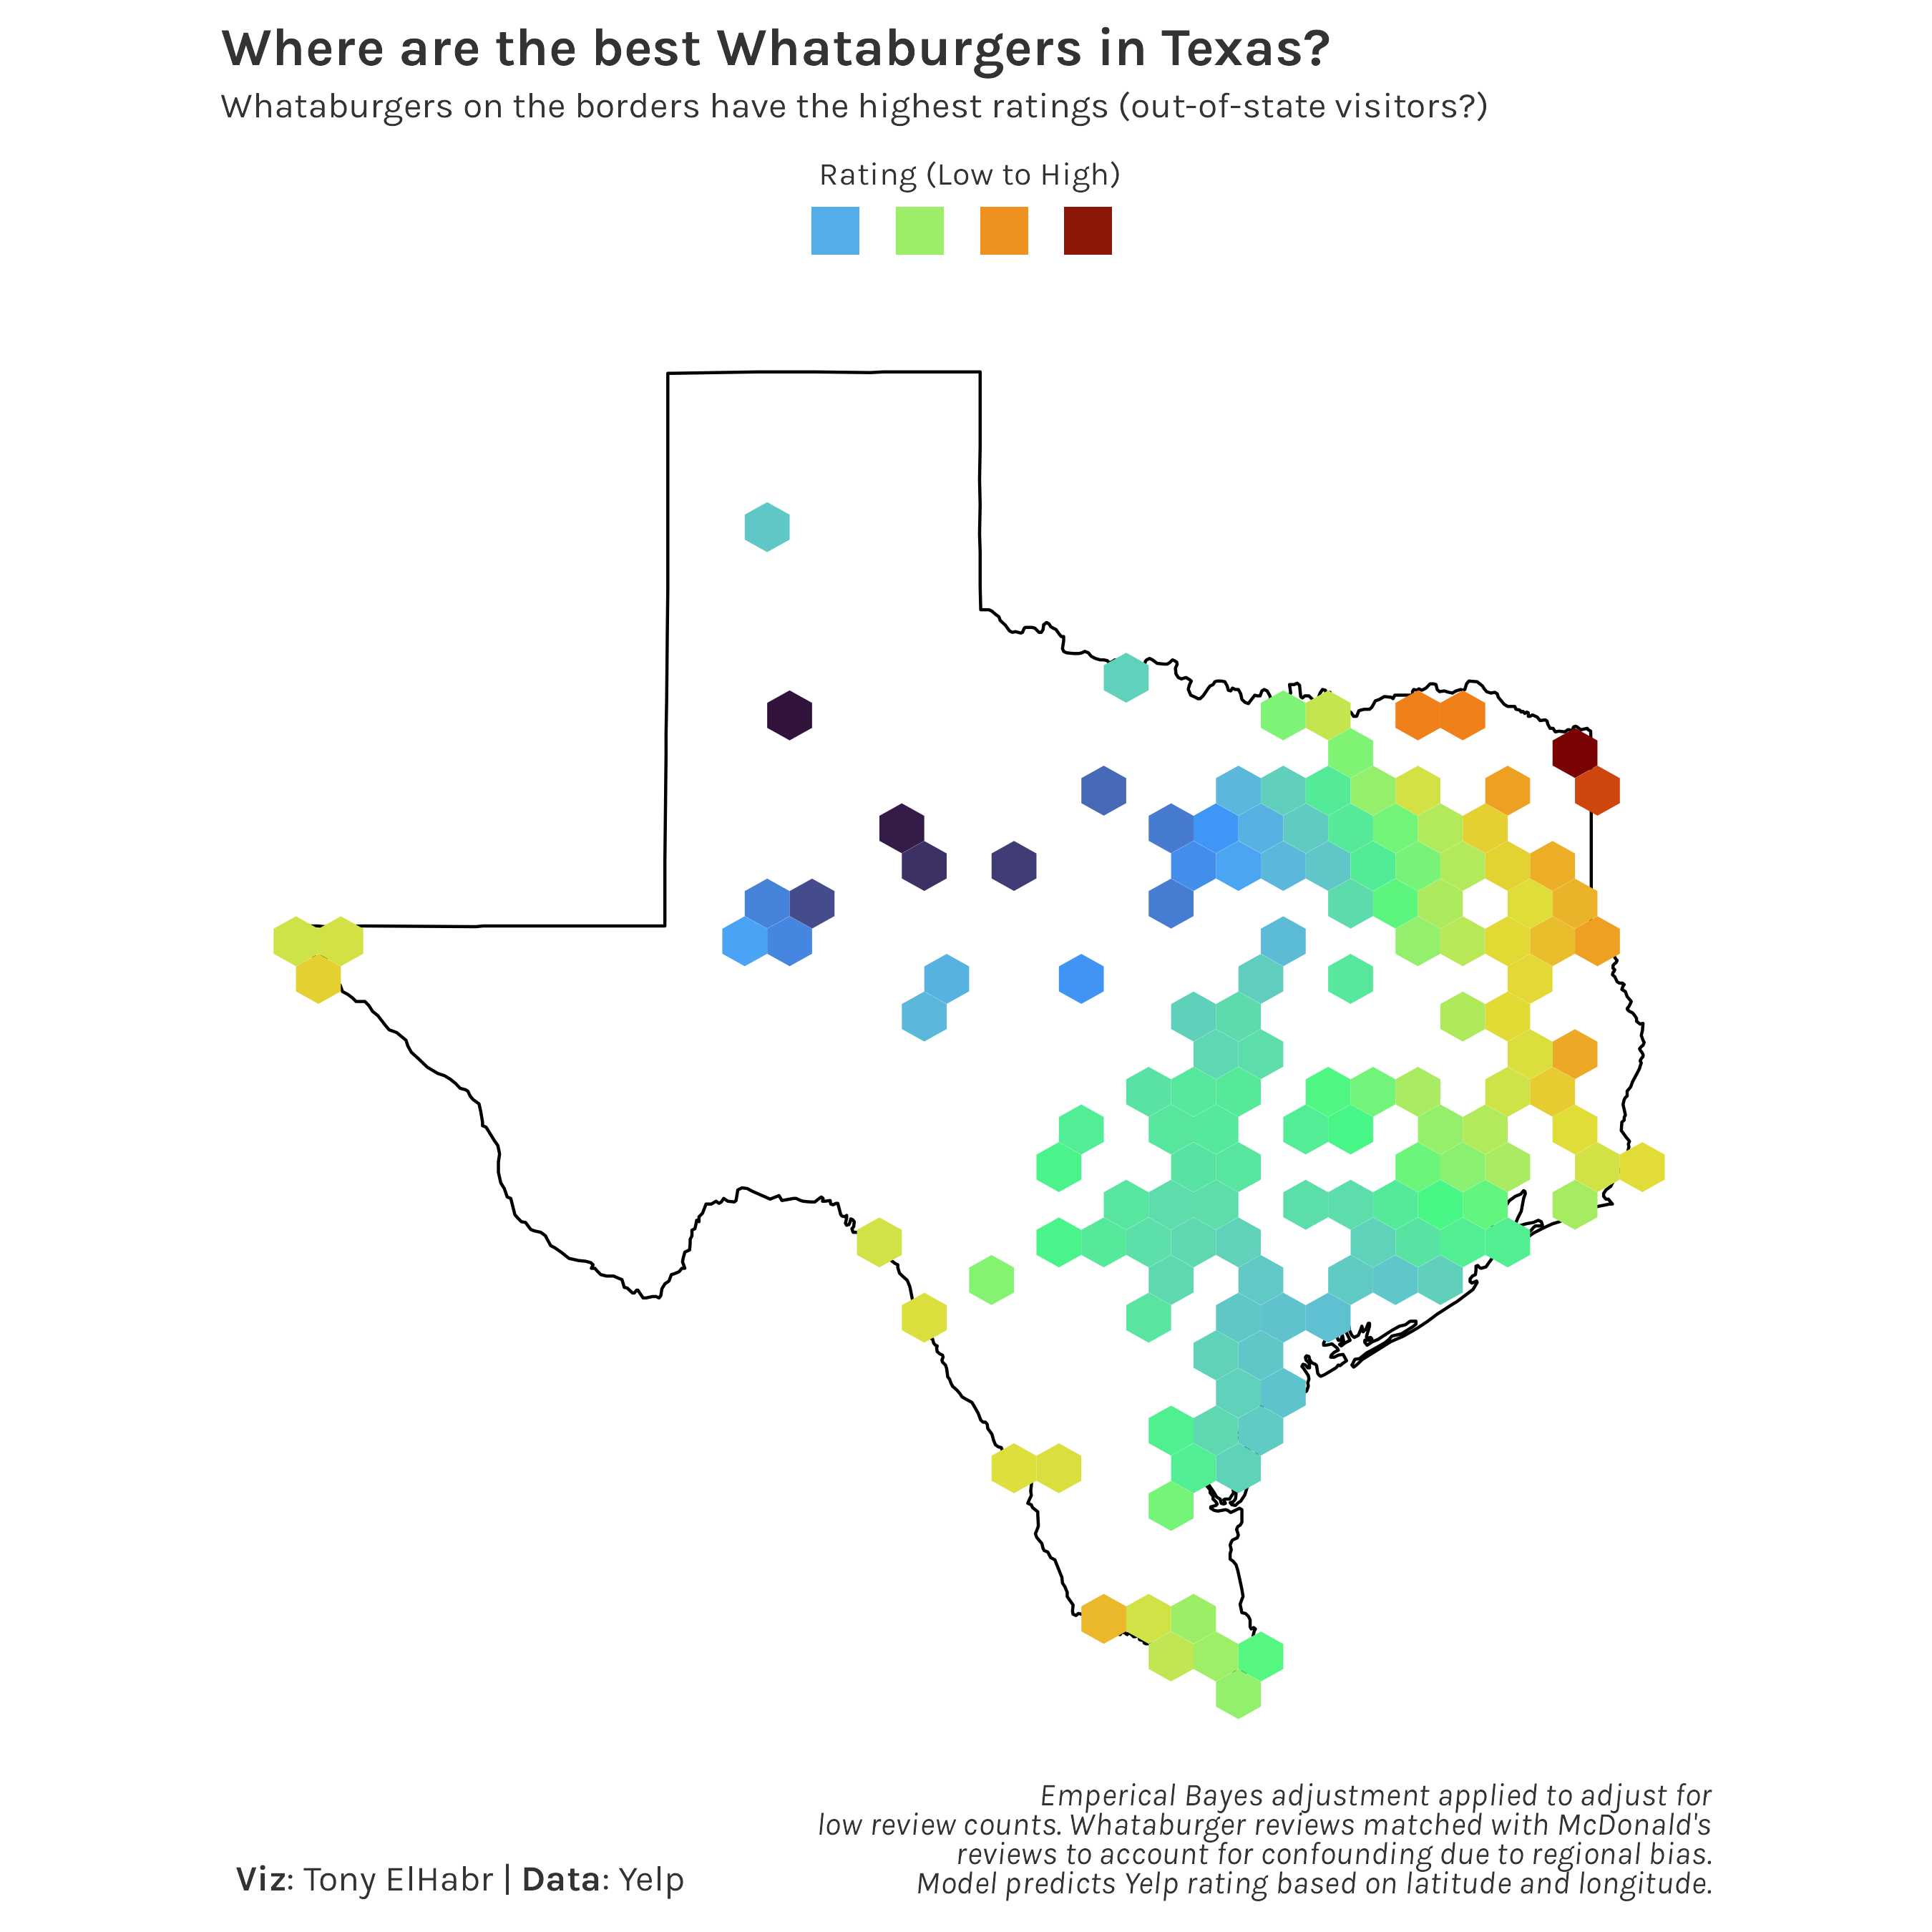 Where are the best Whataburgers in Texas?
Whataburgers on the borders have the highest ratings (out-of-state visitors?)
Rating (Low to High)
Emperical Bayes adjustment applied to adjust for
low review counts. Whataburger reviews matched with McDonald's
reviews to account for confounding due to regional bias.
Model predicts Yelp rating based on latitude and longitude.
Viz: Tony ElHabr | Data: Yelp